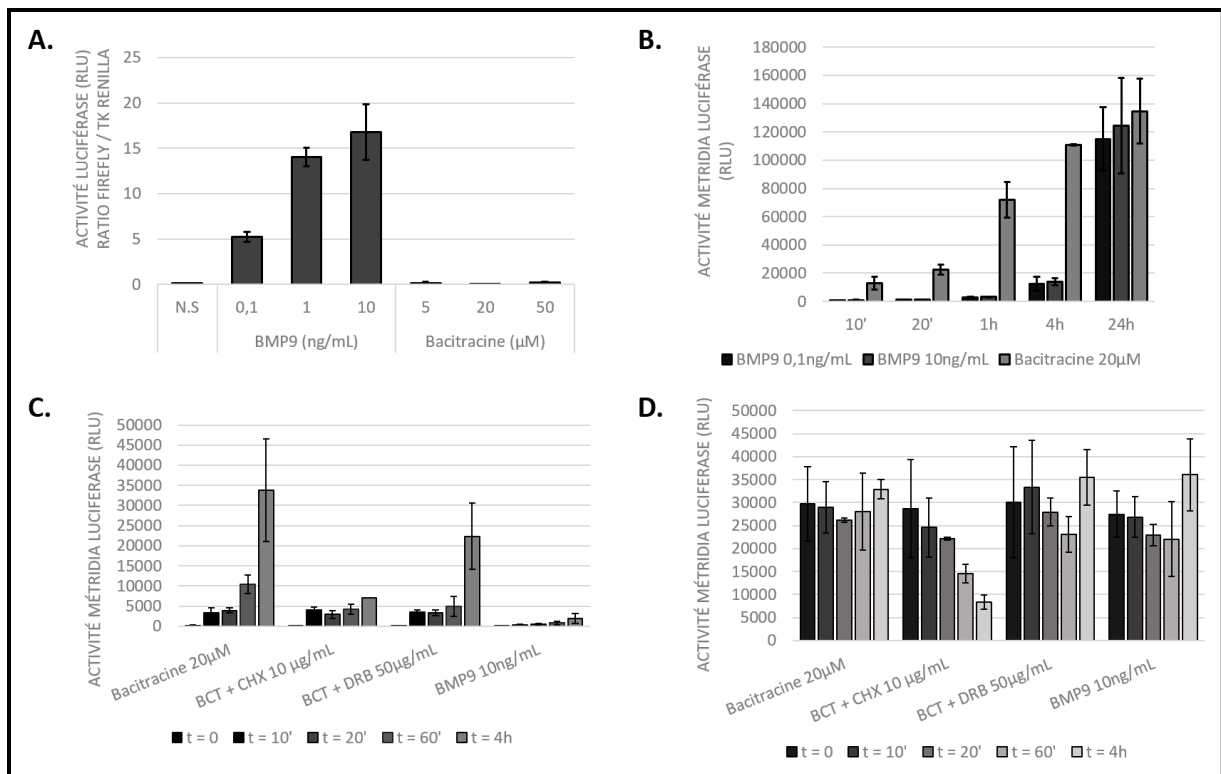 A.
ACTIVITÉ LUCIFÉRASE (RLU)
RATIO FIREFLY / TK RENILLA
25
20
15
10
5
0
N.S 0,1 1 10 5 20 50
BMP9 (ng/mL) Bacitracine (µM)
B.
ACTIVITÉ METRIDIA LUCIFÉRASE
(RLU)
180000
160000
140000
120000
100000
80000
60000
40000
20000
0
10' 20' 1h 4h 24h
BMP9 0,1ng/mL BMP9 10ng/mL Bacitracine 20µM
C.
ACTIVITÉ MÉTRIDIA LUCIFERASE (RLU)
50000
45000
40000
35000
30000
25000
20000
15000
10000
5000
0
Bacitracine 20µM
BCT + CHX 10 µg/mL
BCT + DRB 50µg/mL
BMP9 10ng/mL
t = 0 t = 10' t = 20' t = 60' t = 4h
D.
ACTIVITÉ MÉTRIDIA LUCIFERASE (RLU)
50000
45000
40000
35000
30000
25000
20000
15000
10000
5000
0
Bacitracine 20µM
BCT + CHX 10 µg/mL
BCT + DRB 50µg/mL
BMP9 10ng/mL
t = 0 t = 10' t = 20' t = 60' t = 4h